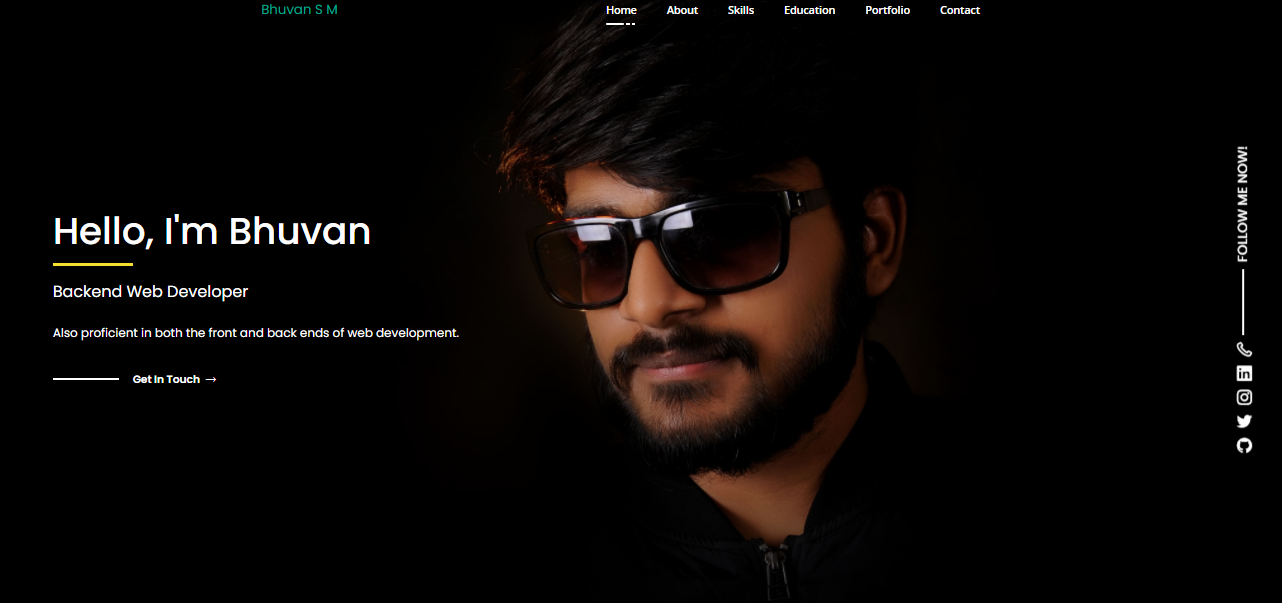 Bhuvan S M
Home About Skills Education Portfolio Contact
Hello, I'm Bhuvan
Backend Web Developer
Also proficient in both the front and back ends of web development.
Get In Touch →
FOLLOW ME NOW!